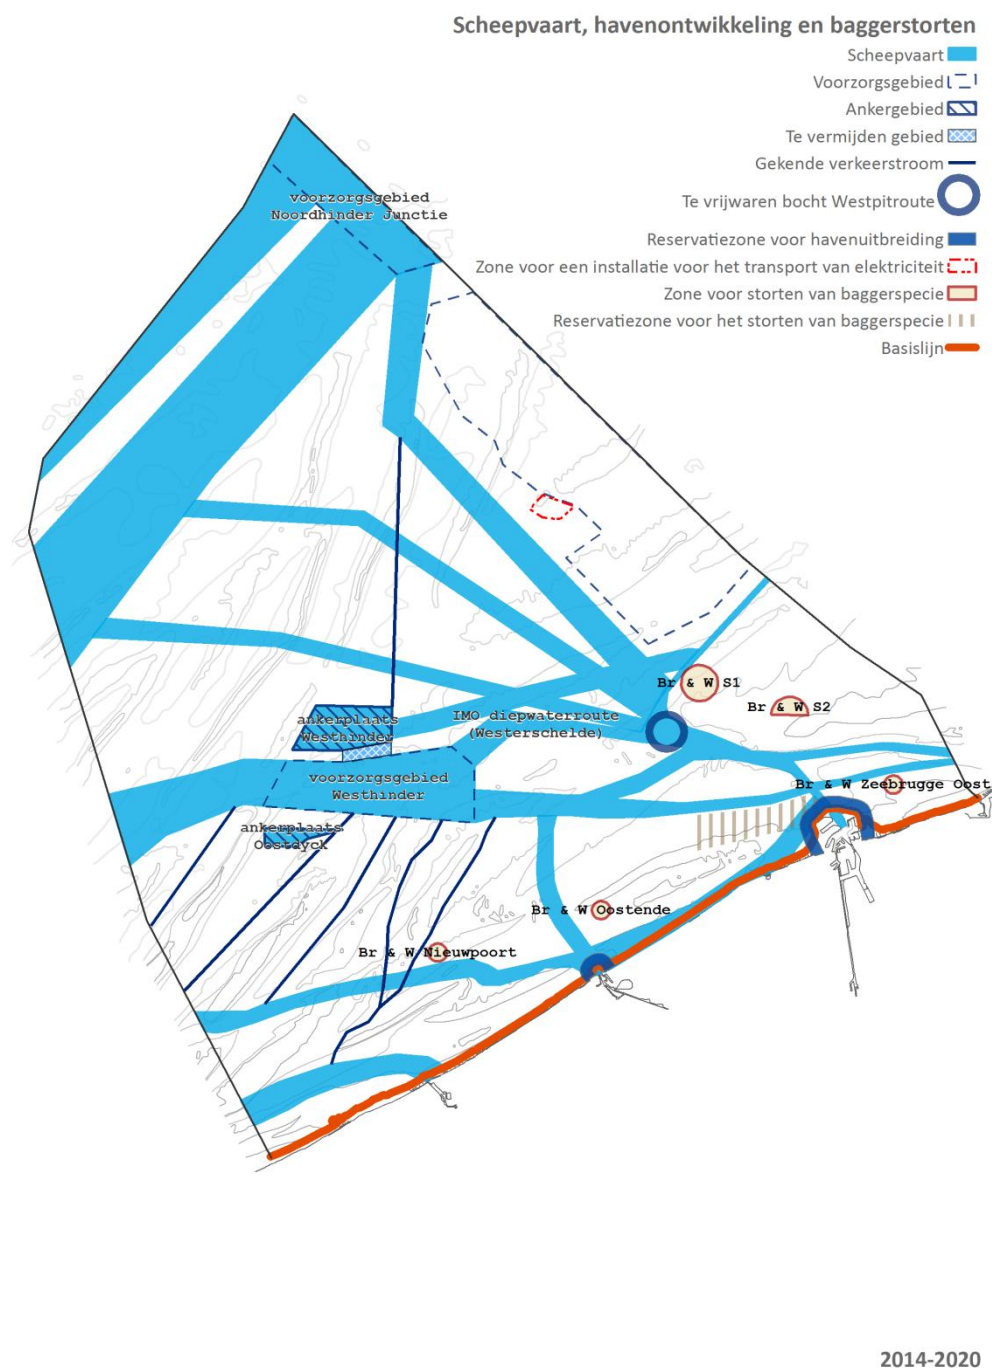 Scheepvaart, havenontwikkeling en baggerstorten
Scheepvaart
Voorzorgsgebied
Ankergebied
Te vermijden gebied
Gekende verkeerstroom
Te vrijwaren bocht Westpitroute
Reservatiezone voor havenuitbreiding
Zone voor een installatie voor het transport van elektriciteit
Zone voor storten van baggerspecie
Reservatiezone voor het storten van baggerspecie
Basislijn
voorzorgsgebied
Noordhinder Junctie
Br & W S1
Br & W S2
ankerplaats
Westhinder
IMO diepwaterroute
(Westerschelde)
voorzorgsgebied
Westhinder
Br & W Zeebrugge Oost
ankerplaats
Oostdyck
Br & W Oostende
Br & W Nieuwpoort
2014-2020